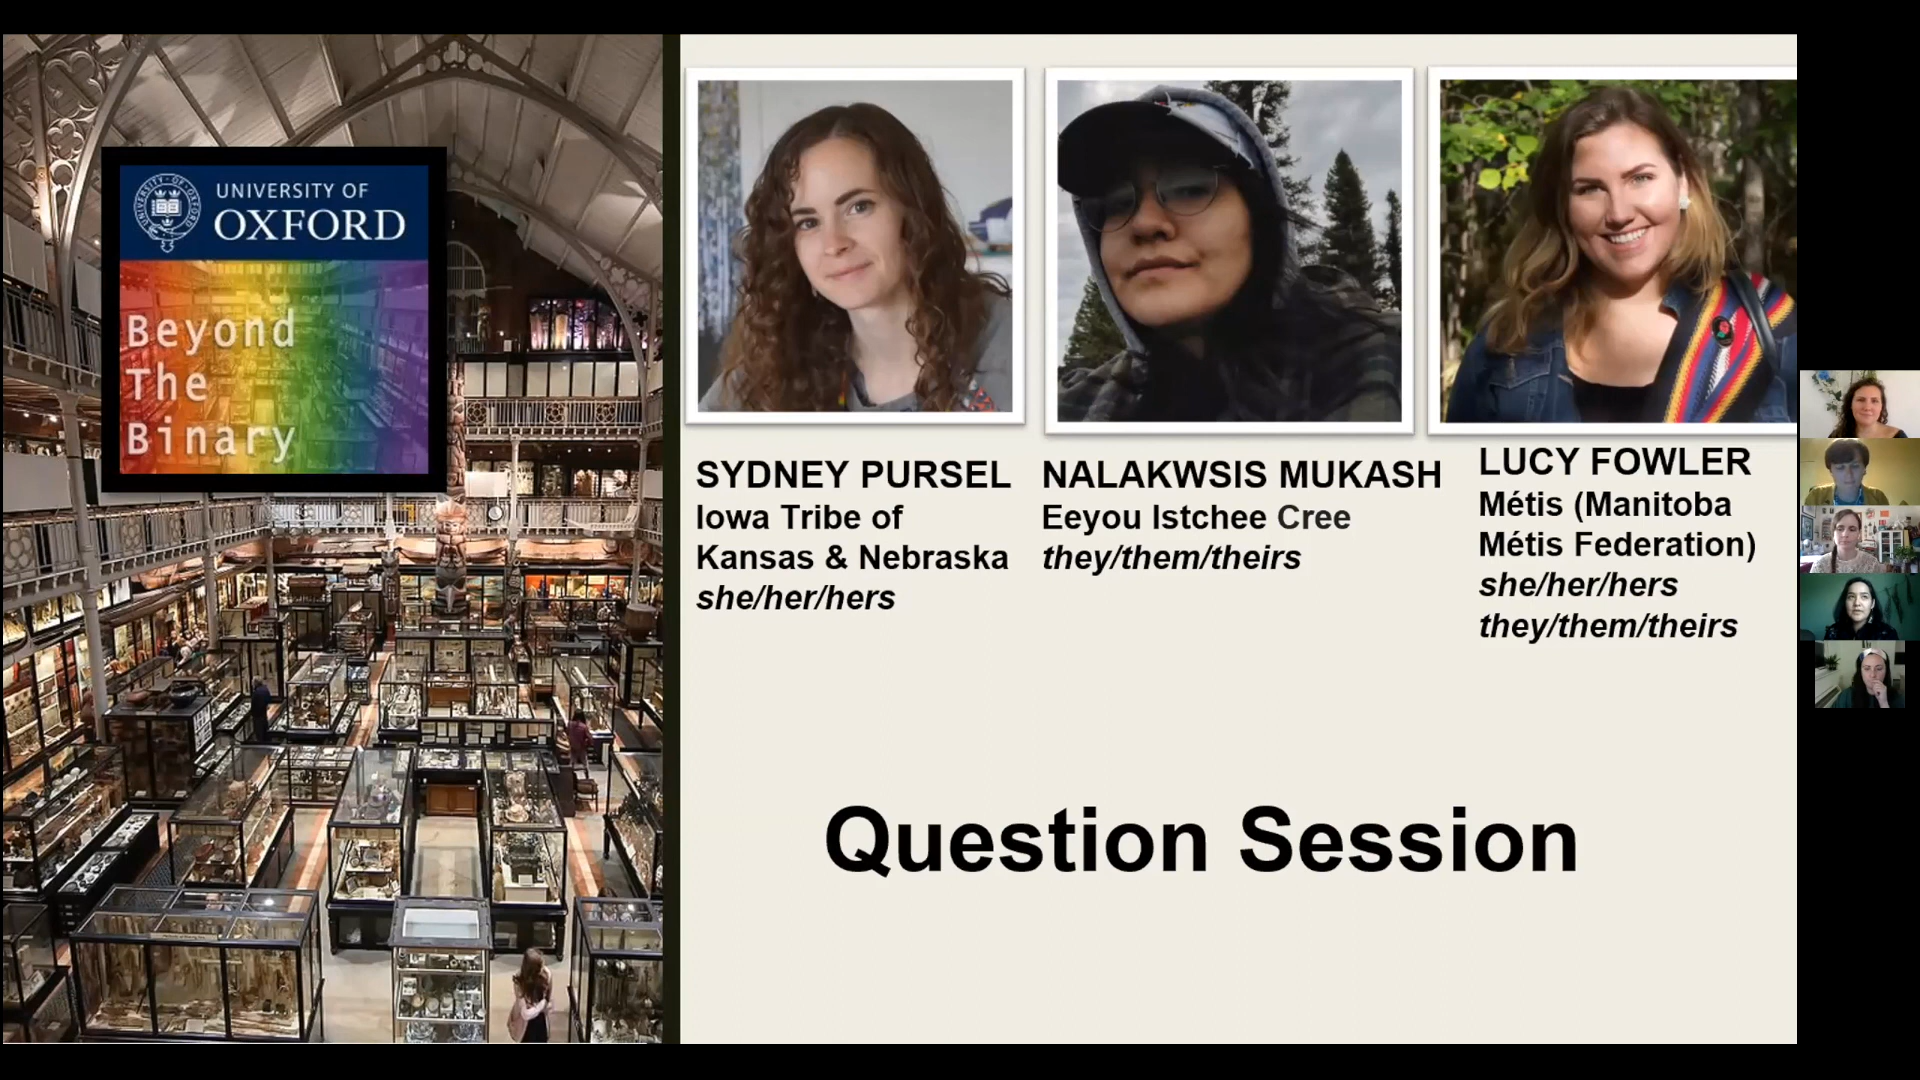 UNIVERSITY OF
OXFORD
Beyond
The
Binary
SYDNEY PURSEL
Iowa Tribe of
Kansas & Nebraska
she/her/hers
NALAKWSIS MUKASH
Eeyou Istchee Cree
they/them/theirs
LUCY FOWLER
Métis (Manitoba
Métis Federation)
she/her/hers
they/them/theirs
Question Session